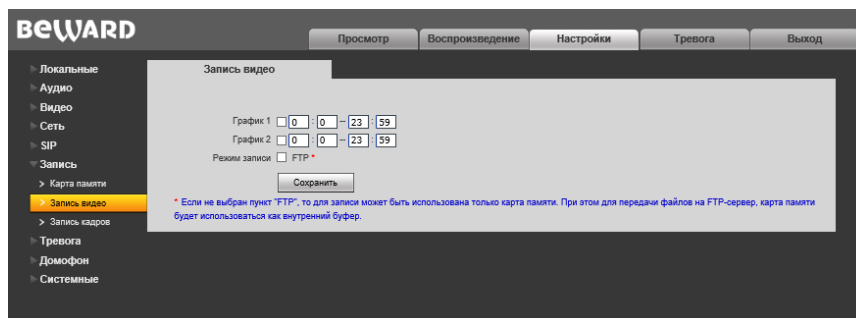 BEWARD
Просмотр Воспроизведение Настройки Тревога Выход
Локальные
Аудио
Видео
Сеть
SIP
Запись
> Карта памяти
> Запись видео
> Запись кадров
Тревога
Домофон
Системные
Запись видео
График 1 0 : 0 – 23 : 59
График 2 0 : 0 – 23 : 59
Режим записи FTP *
Сохранить
* Если не выбран пункт "FTP", то для записи может быть использована только карта памяти. При этом для передачи файлов на FTP-сервер, карта памяти
будет использоваться как внутренний буфер.